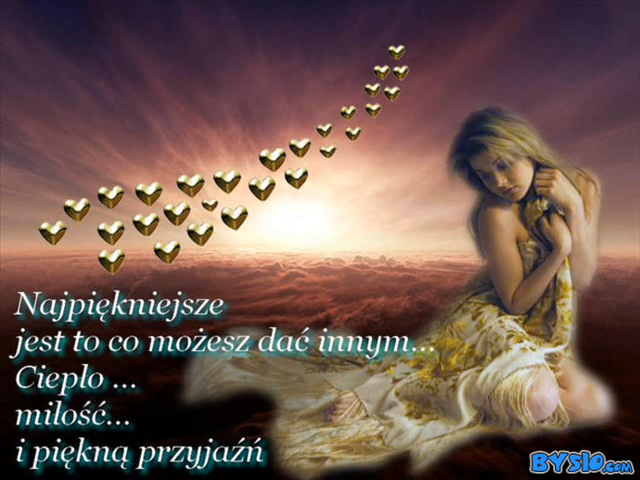 Najpiękniejsze
jest to co możesz dać innym...
Ciepło ...
miłość...
i piękną przyjaźń
BYSIO.COM